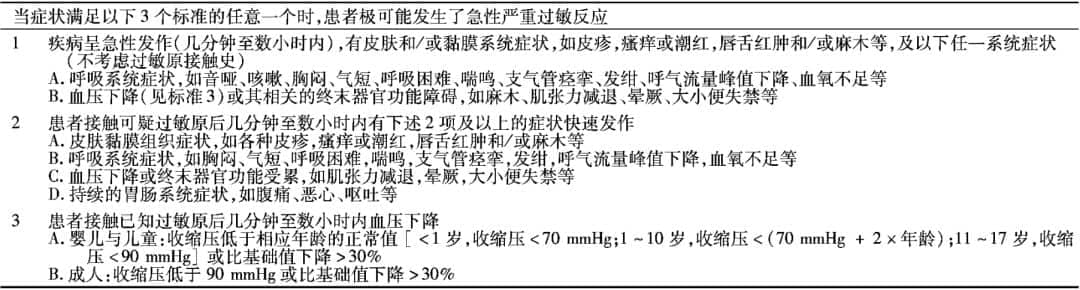 当症状满足以下3个标准的任意一个时,患者极可能发生了急性严重过敏反应
1 疾病呈急性发作(几分钟至数小时内),有皮肤和/或黏膜系统症状,如皮疹,瘙痒或潮红,唇舌红肿和/或麻木等,及以下任一系统症状
(不考虑过敏原接触史)
A. 呼吸系统症状,如音哑、咳嗽、胸闷、气短、呼吸困难、喘鸣、支气管痉挛、发绀、呼气流量峰值下降、血氧不足等
B. 血压下降(见标准3)或其相关的终末器官功能障碍,如麻木、肌张力减退、晕厥、大小便失禁等
2 患者接触可疑过敏原后几分钟至数小时内有下述2项及以上的症状快速发作
A. 皮肤黏膜组织症状,如各种皮疹,瘙痒或潮红,唇舌红肿和/或麻木等
B. 呼吸系统症状,如胸闷、气短、呼吸困难,喘鸣,支气管痉挛,发绀,呼气流量峰值下降,血氧不足等
C. 血压下降或终末器官功能受累,如肌张力减退,晕厥,大小便失禁等
D. 持续的胃肠系统症状,如腹痛、恶心、呕吐等
3 患者接触已知过敏原后几分钟至数小时内血压下降
A. 婴儿与儿童:收缩压低于相应年龄的正常值[<1岁,收缩压<70 mmHg;1~10岁,收缩压<(70 mmHg + 2×年龄);11~17岁,收缩
压<90 mmHg]或比基础值下降>30%
B. 成人:收缩压低于90 mmHg或比基础值下降>30%